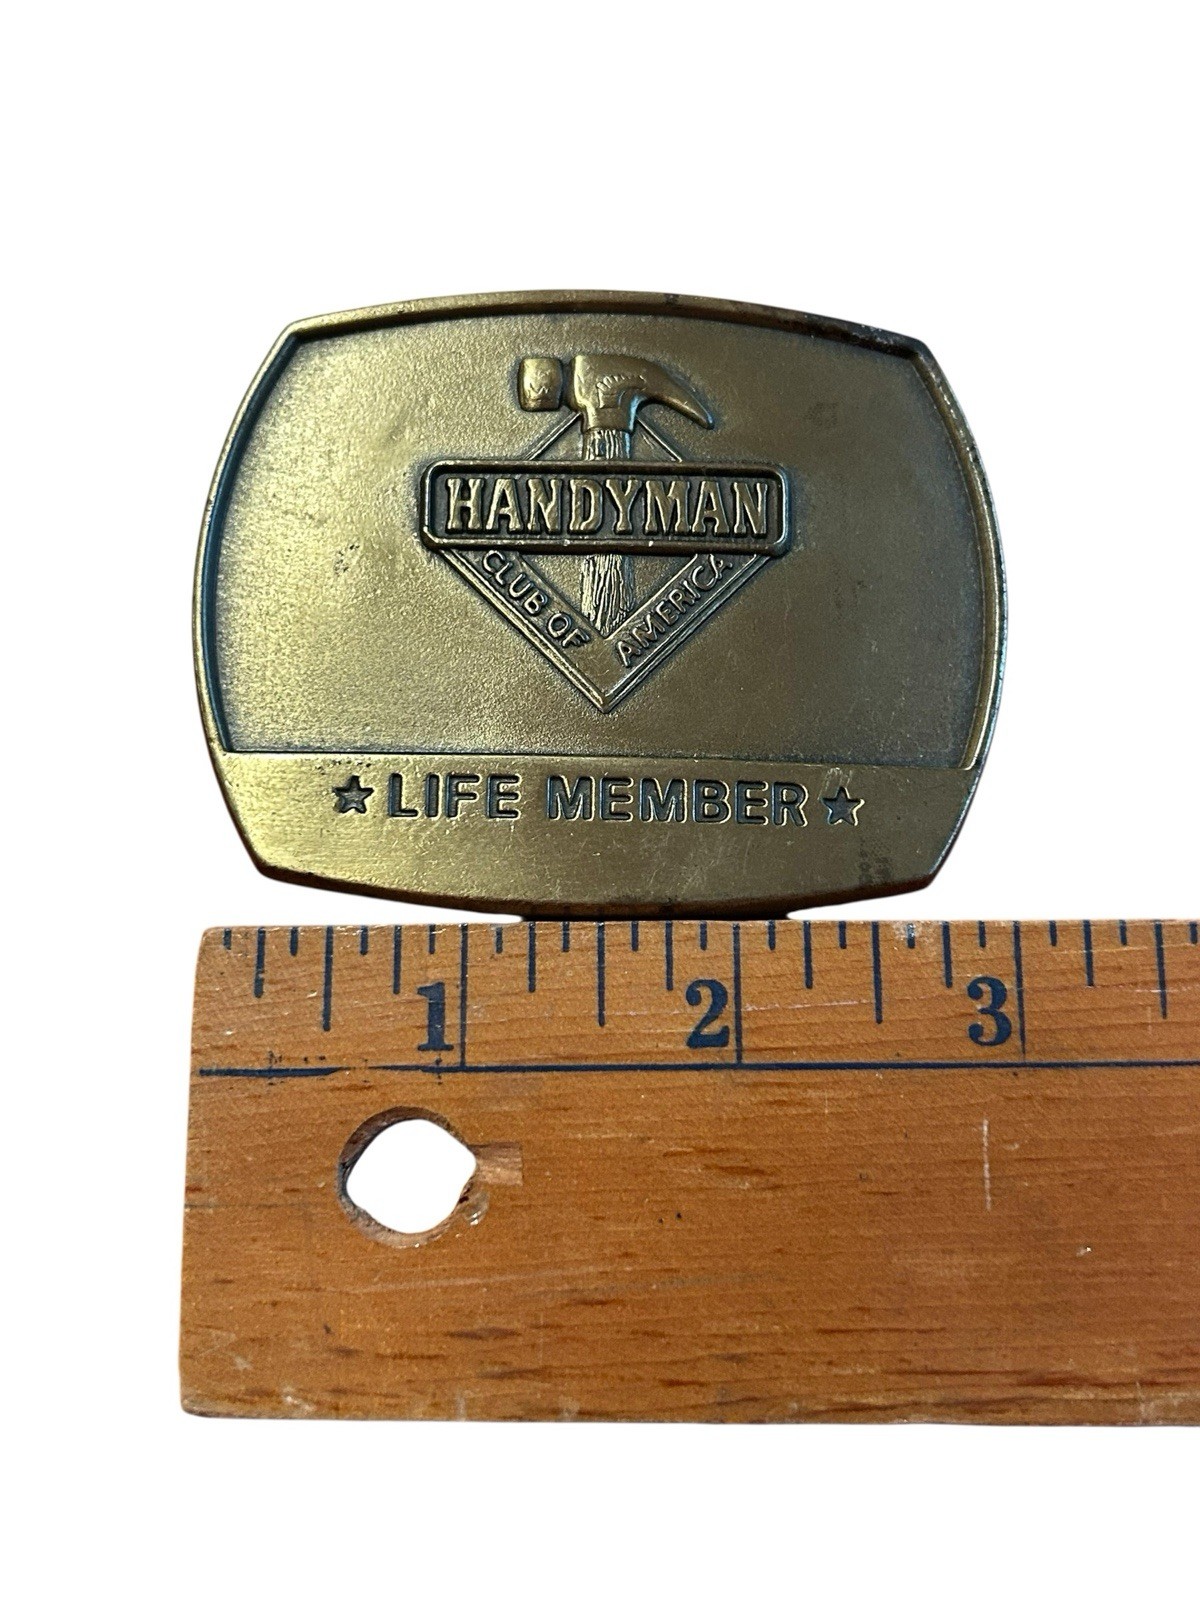 HANDYMAN
CLUB OF AMERICA
★ LIFE MEMBER ★
1 2 3